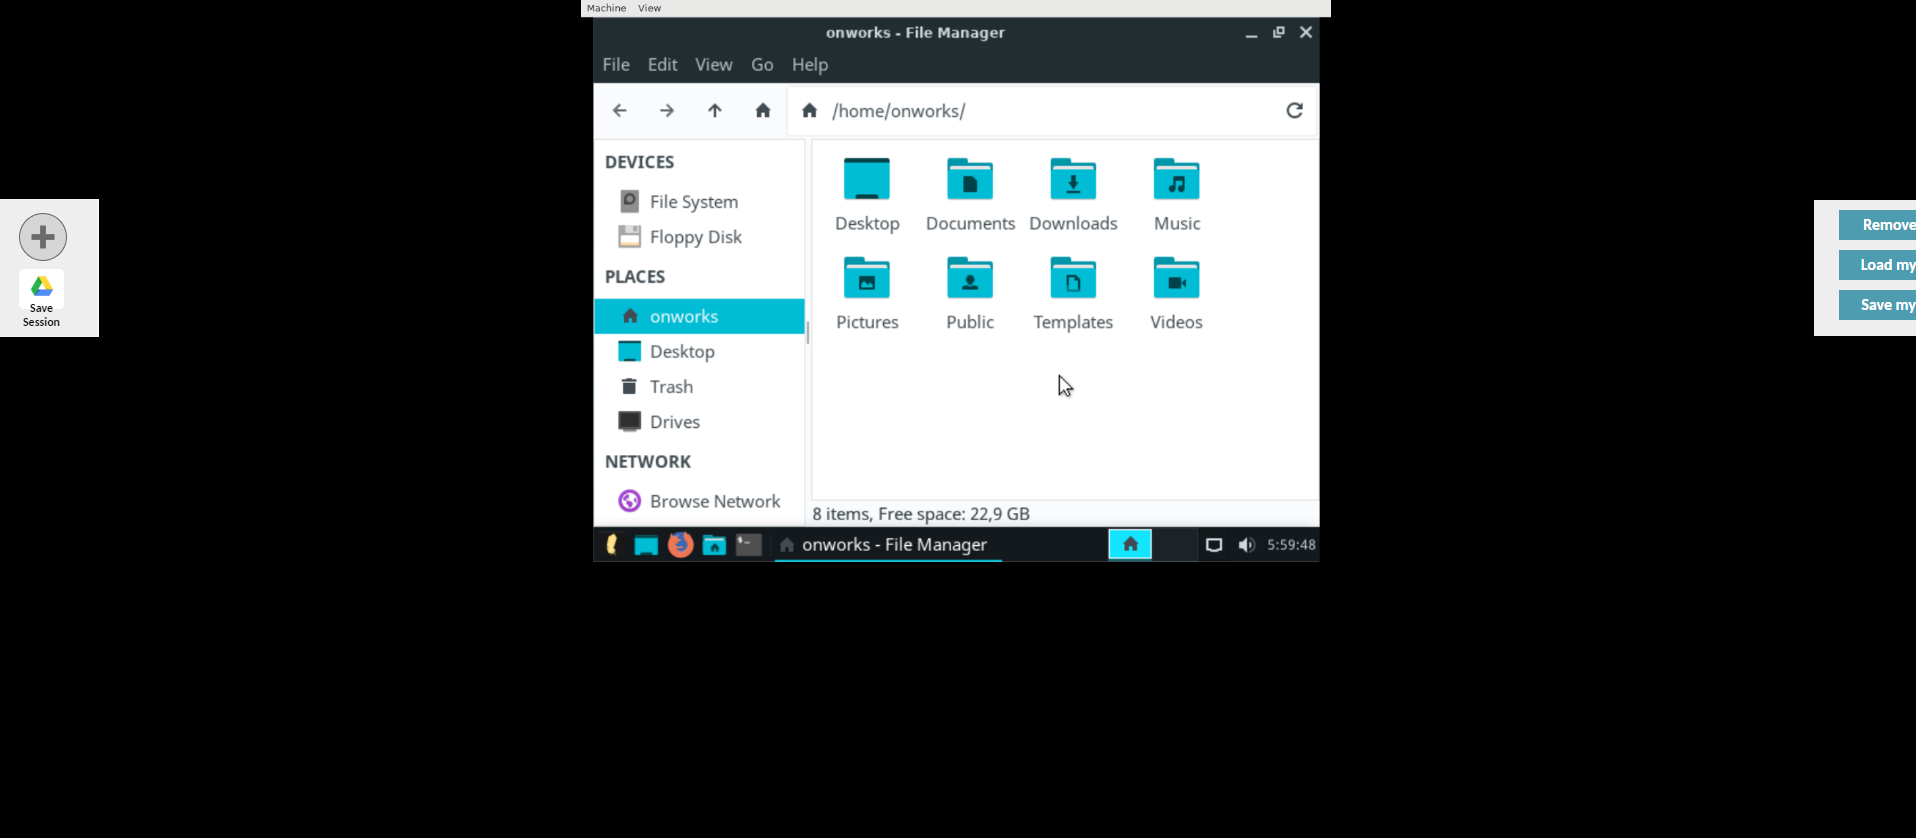 Machine View
onworks - File Manager
File Edit View Go Help
/home/onworks/
DEVICES
File System
Floppy Disk
PLACES
onworks
Desktop
Trash
Drives
NETWORK
Browse Network
Desktop Documents Downloads Music
Pictures Public Templates Videos
8 items, Free space: 22,9 GB
$-
onworks - File Manager
5:59:48
Save
Session
Remove
Load my
Save my